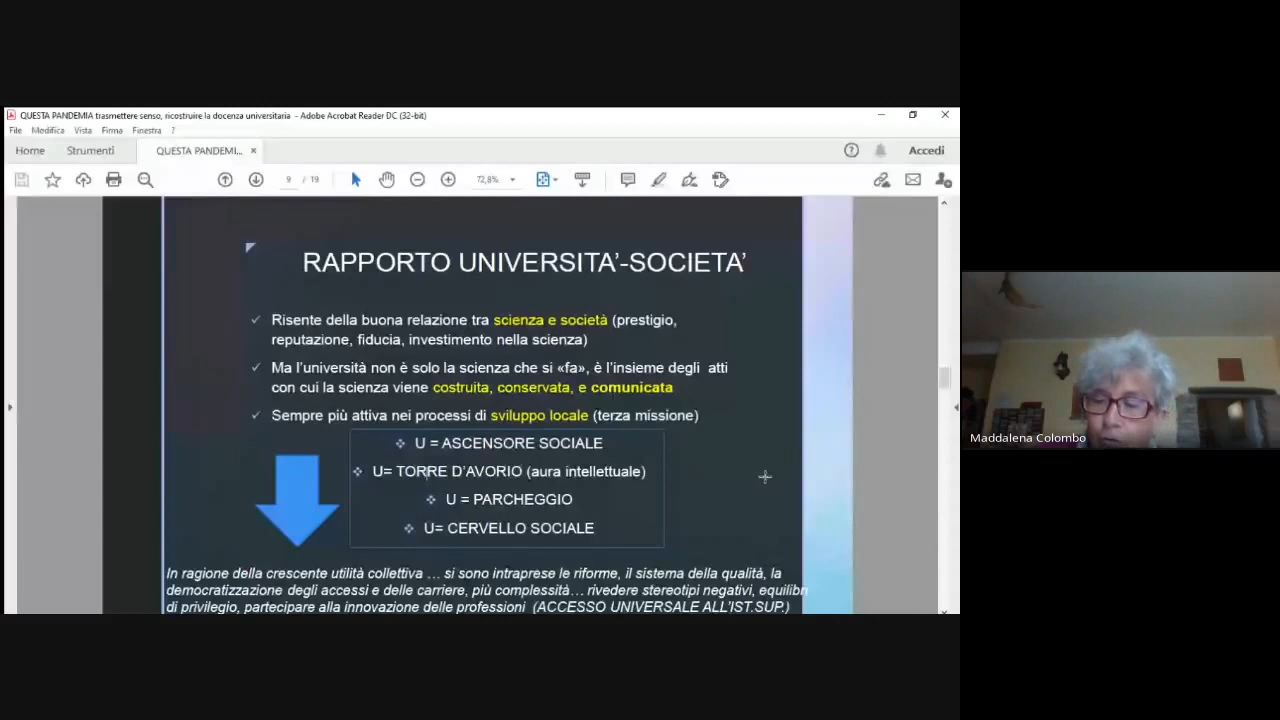 QUESTA PANDEMIA trasmettere senso, ricostruire la docenza universitaria - Adobe Acrobat Reader DC (32-bit)
File Modifica Vista Firma Finestra ?
Home Strumenti QUESTA PANDEMI... × Accedi
9 / 19 72,8%
RAPPORTO UNIVERSITA'-SOCIETA'
✓ Risente della buona relazione tra scienza e società (prestigio,
reputazione, fiducia, investimento nella scienza)
✓ Ma l'università non è solo la scienza che si «fa», è l'insieme degli atti
con cui la scienza viene costruita, conservata, e comunicata
✓ Sempre più attiva nei processi di sviluppo locale (terza missione)
❖ U = ASCENSORE SOCIALE
❖ U= TORRE D'AVORIO (aura intellettuale)
❖ U = PARCHEGGIO
❖ U= CERVELLO SOCIALE
In ragione della crescente utilità collettiva … si sono intraprese le riforme, il sistema della qualità, la
democratizzazione degli accessi e delle carriere, più complessità… rivedere stereotipi negativi, equilibri
di privilegio, partecipare alla innovazione delle professioni (ACCESSO UNIVERSALE ALL'IST.SUP.)
Maddalena Colombo